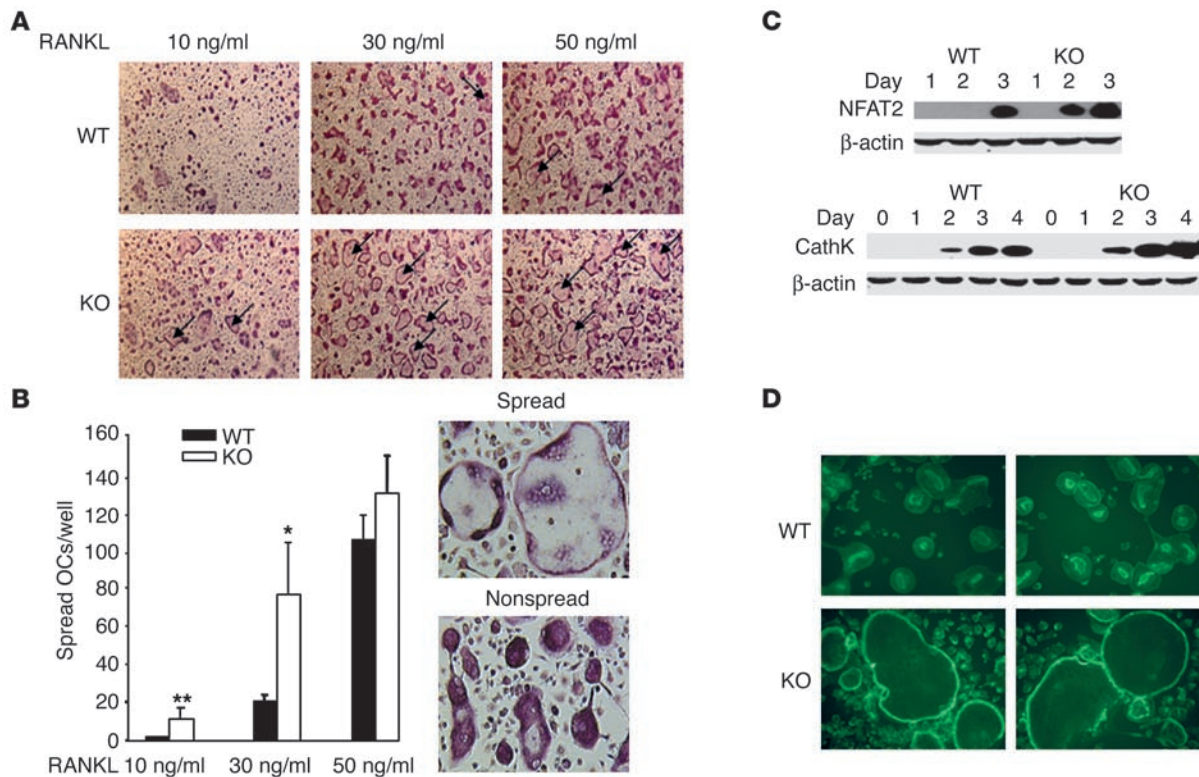 A
RANKL 10 ng/ml 30 ng/ml 50 ng/ml
WT
KO
B
160
140
120
100
80
60
40
20
0
Spread OCs/well
WT
KO
**
*
RANKL 10 ng/ml 30 ng/ml 50 ng/ml
Spread
Nonspread
C
WT KO
Day 1 2 3 1 2 3
NFAT2
β-actin
WT KO
Day 0 1 2 3 4 0 1 2 3 4
CathK
β-actin
D
WT
KO